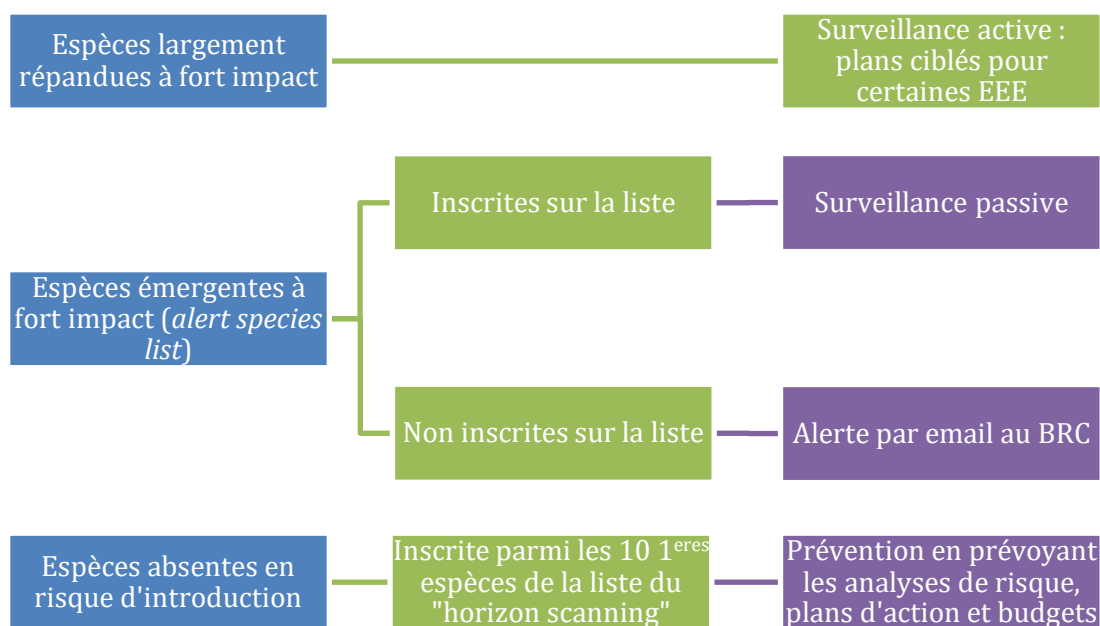 Espèces largement
répandues à fort impact
Surveillance active :
plans ciblés pour
certaines EEE
Inscrites sur la liste
Surveillance passive
Espèces émergentes à
fort impact (alert species
list)
Non inscrites sur la liste
Alerte par email au BRC
Espèces absentes en
risque d'introduction
Inscrite parmi les 10 1eres
espèces de la liste du
"horizon scanning"
Prévention en prévoyant
les analyses de risque,
plans d'action et budgets